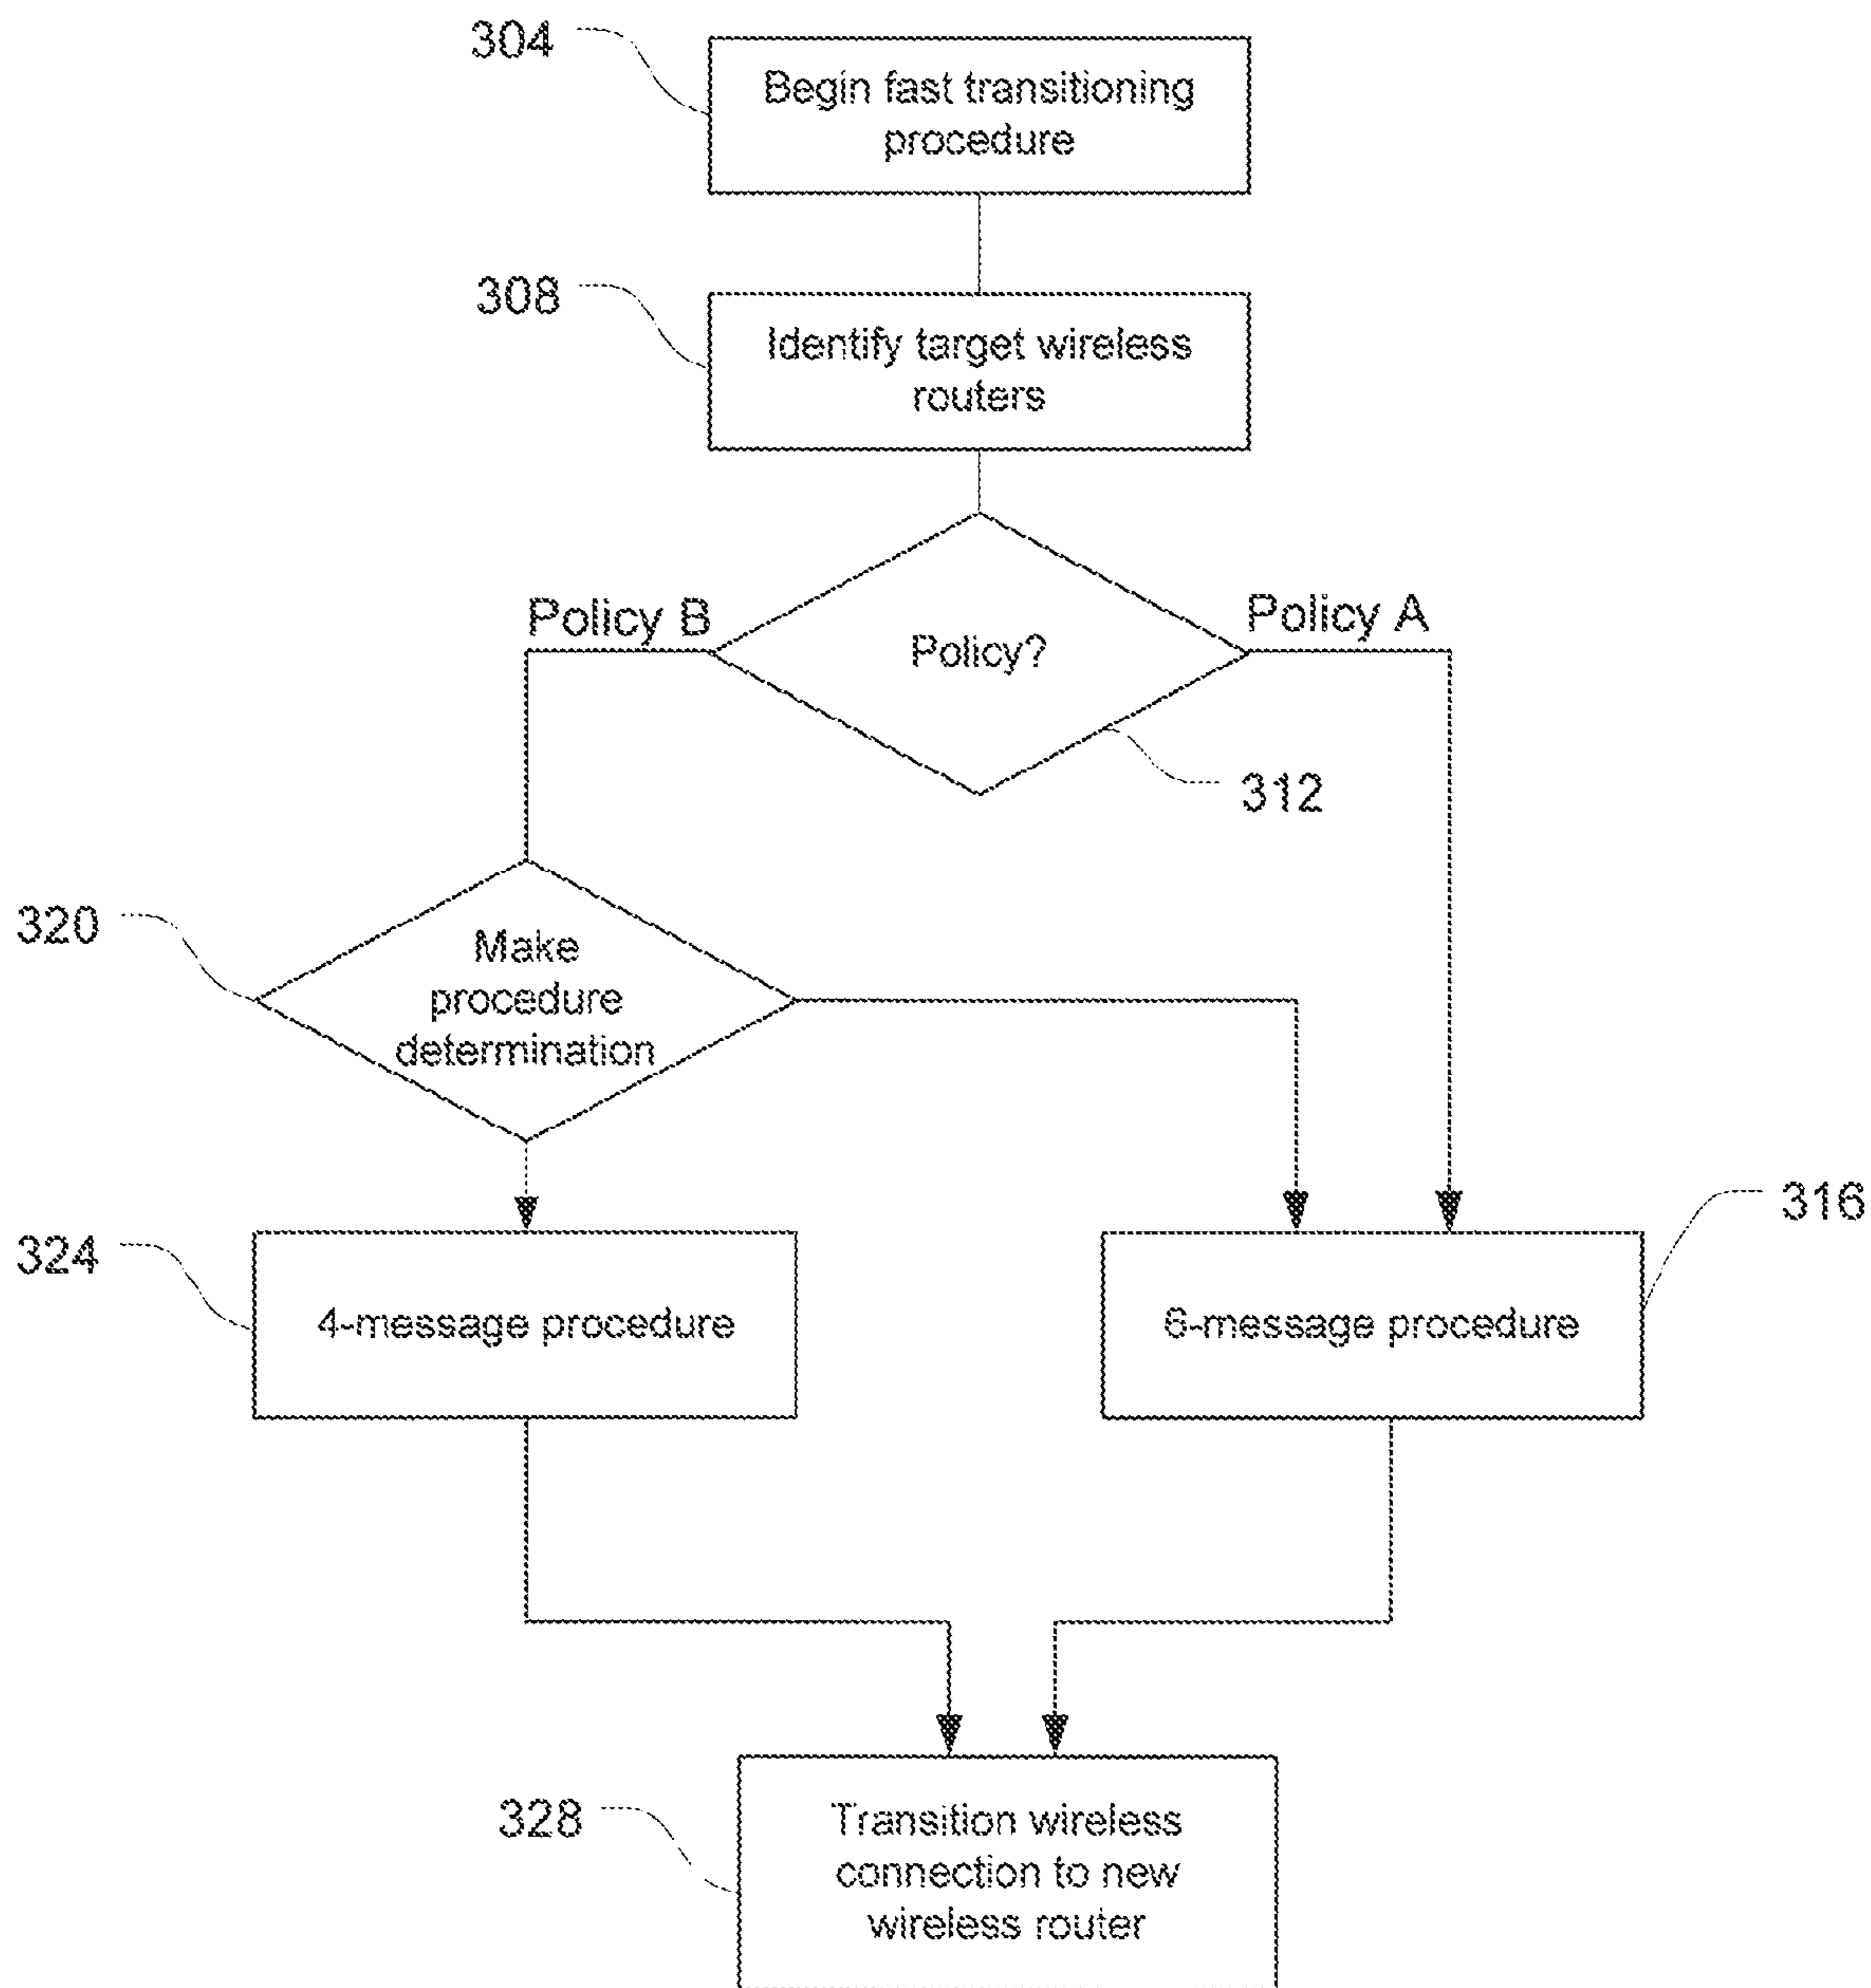 304
Begin fast transitioning
procedure
308
Identify target wireless
routers
Policy B
Policy?
Policy A
312
320
Make
procedure
determination
324
4-message procedure
6-message procedure
316
328
Transition wireless
connection to new
wireless router